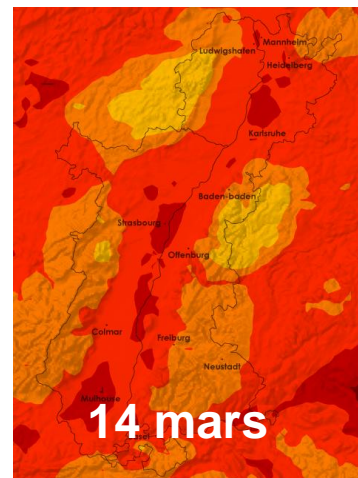 Mannheim
Ludwigshafen
Heidelberg
Karlsruhe
Baden-baden
Strasbourg
Offenburg
Colmar
Freiburg
Neustadt
Mulhouse
14 mars